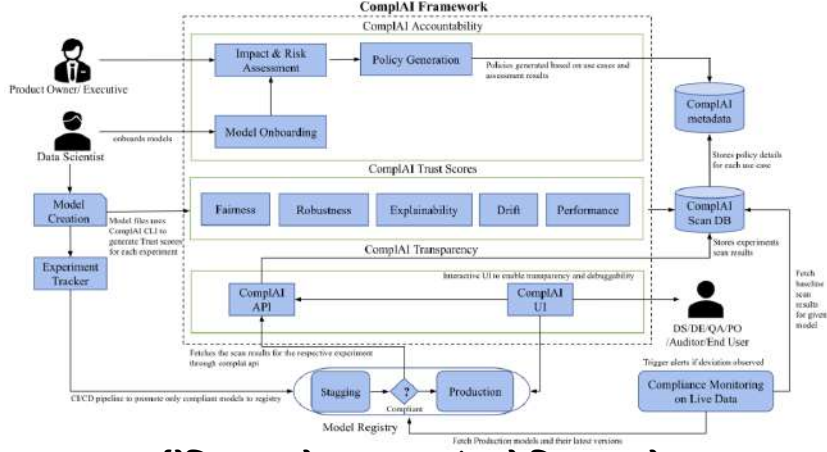 ComplAI Framework
ComplAI Accountability
Impact & Risk
Assessment
Policy Generation
Policies generated based on use cases and
assessment results
Product Owner/ Executive
ComplAI
metadata
onboards models
Model Onboarding
Data Scientist
Stores policy details
for each use case
ComplAI Trust Scores
Model
Creation
Model files uses
ComplAI CLI to
generate Trust scores
for each experiment
Fairness
Robustness
Explainability
Drift
Performance
ComplAI
Scan DB
Stores experiments
scan results
ComplAI Transparency
Experiment
Tracker
Interactive UI to enable transparency and debuggability
ComplAI
API
ComplAI
UI
Fetch
baseline
scan
results
for given
model
DS/DE/QA/PO
/Auditor/End User
Fetches the scan results for the respective experiment
through complai api
Trigger alerts if deviation observed
Stagging
?
Compliant
Production
Compliance Monitoring
on Live Data
CI/CD pipeline to promote only compliant models to registry
Model Registry
Fetch Production models and their latest versions